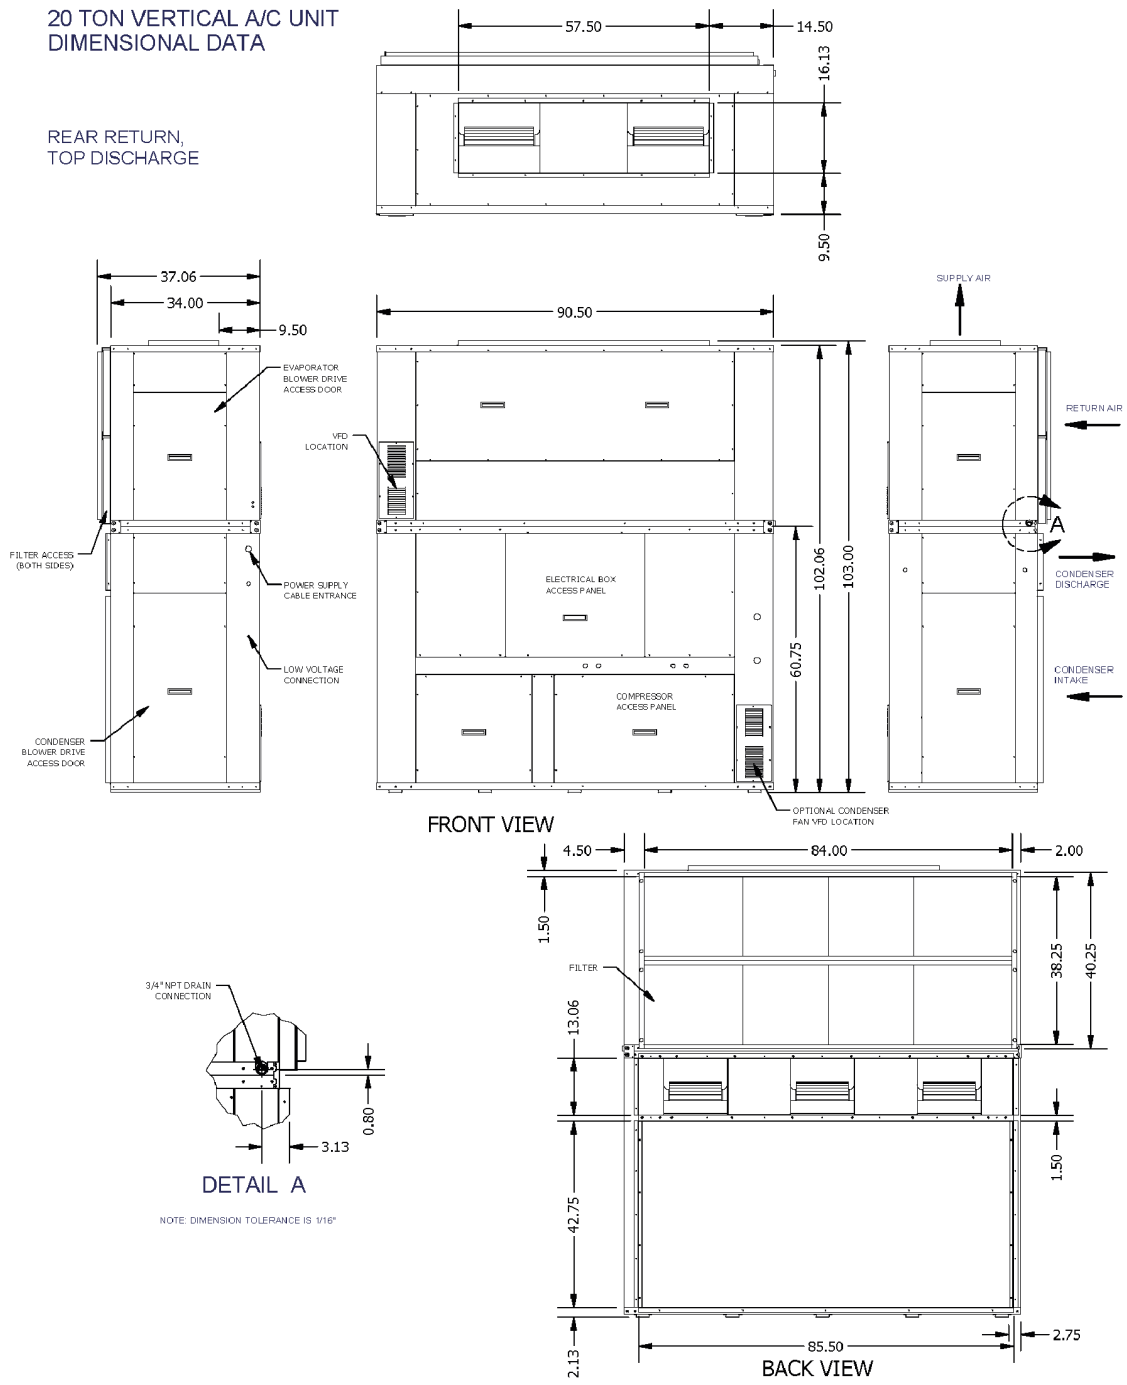 20 TON VERTICAL A/C UNIT
DIMENSIONAL DATA
REAR RETURN,
TOP DISCHARGE
57.50
14.50
16.13
9.50
37.06
34.00
9.50
EVAPORATOR
BLOWER DRIVE
ACCESS DOOR
FILTER ACCESS
(BOTH SIDES)
POWER SUPPLY
CABLE ENTRANCE
LOW VOLTAGE
CONNECTION
CONDENSER
BLOWER DRIVE
ACCESS DOOR
90.50
VFD
LOCATION
ELECTRICAL BOX
ACCESS PANEL
COMPRESSOR
ACCESS PANEL
60.75
102.06
103.00
OPTIONAL CONDENSER
FAN VFD LOCATION
FRONT VIEW
SUPPLY AIR
RETURN AIR
A
CONDENSER
DISCHARGE
CONDENSER
INTAKE
4.50
84.00
2.00
1.50
38.25
40.25
FILTER
13.06
1.50
42.75
2.13
85.50
2.75
BACK VIEW
3/4" NPT DRAIN
CONNECTION
0.80
3.13
DETAIL A
NOTE: DIMENSION TOLERANCE IS 1/16"